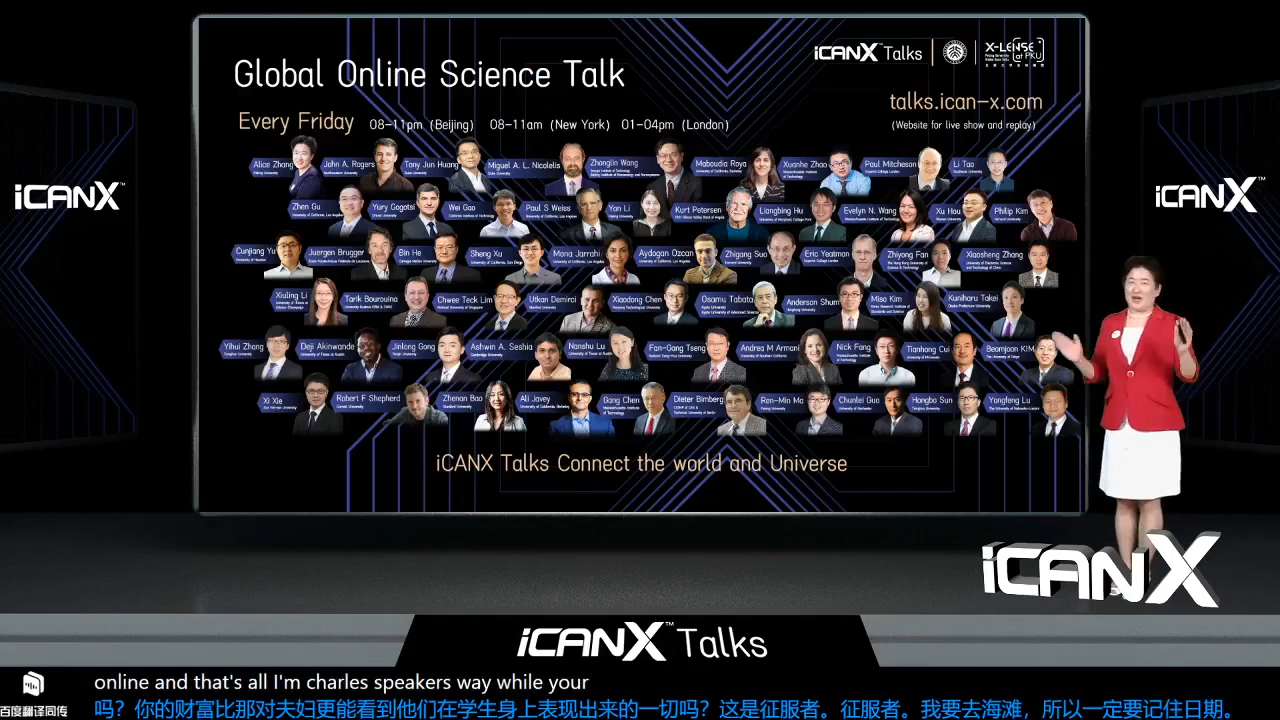 iCANX™ Talks
X-LENSE
at PKU
Global Online Science Talk
talks.ican-x.com
Every Friday 08-11pm (Beijing) 08-11am (New York) 01-04pm (London)
(Website for live show and replay)
Alice Zhang John A. Rogers Tony Jun Huang Miguel A. L. Nicolelis Zhonglin Wang Maboudia Roya Xuanhe Zhao Paul Mitcheson Li Tao
Zhen Gu Yury Gogotsi Wei Gao Paul S Weiss Yan Li Kurt Petersen Liangbing Hu Evelyn N. Wang Xu Hou Philip Kim
Cunjiang Yu Juergen Brugger Bin He Sheng Xu Mona Jarrahi Aydogan Ozcan Zhigang Suo Eric Yeatman Zhiyong Fan Xiaosheng Zhang
Xiuling Li Tarik Bourouina Chwee Teck Lim Utkan Demirci Xiaodong Chen Osamu Tabata Anderson Shum Misa Kim Kuniharu Takei
Yihui Zhang Deji Akinwande Jinlong Gong Ashwin A. Seshia Nanshu Lu Fan-Gang Tseng Andrea M Armani Nick Fang Tianhong Cui Beomjoon KIM
Xi Xie Robert F Shepherd Zhenan Bao Ali Javey Gang Chen Dieter Bimberg Ren-Min Ma Chunlei Guo Hongbo Sun Yongfeng Lu
iCANX Talks Connect the world and Universe
iCANX™
iCANX™
iCANX
iCANX™ Talks
百度翻译同传
online and that's all I'm charles speakers way while your
吗？你的财富比那对夫妇更能看到他们在学生身上表现出来的一切吗？这是征服者。征服者。我要去海滩，所以一定要记住日期。